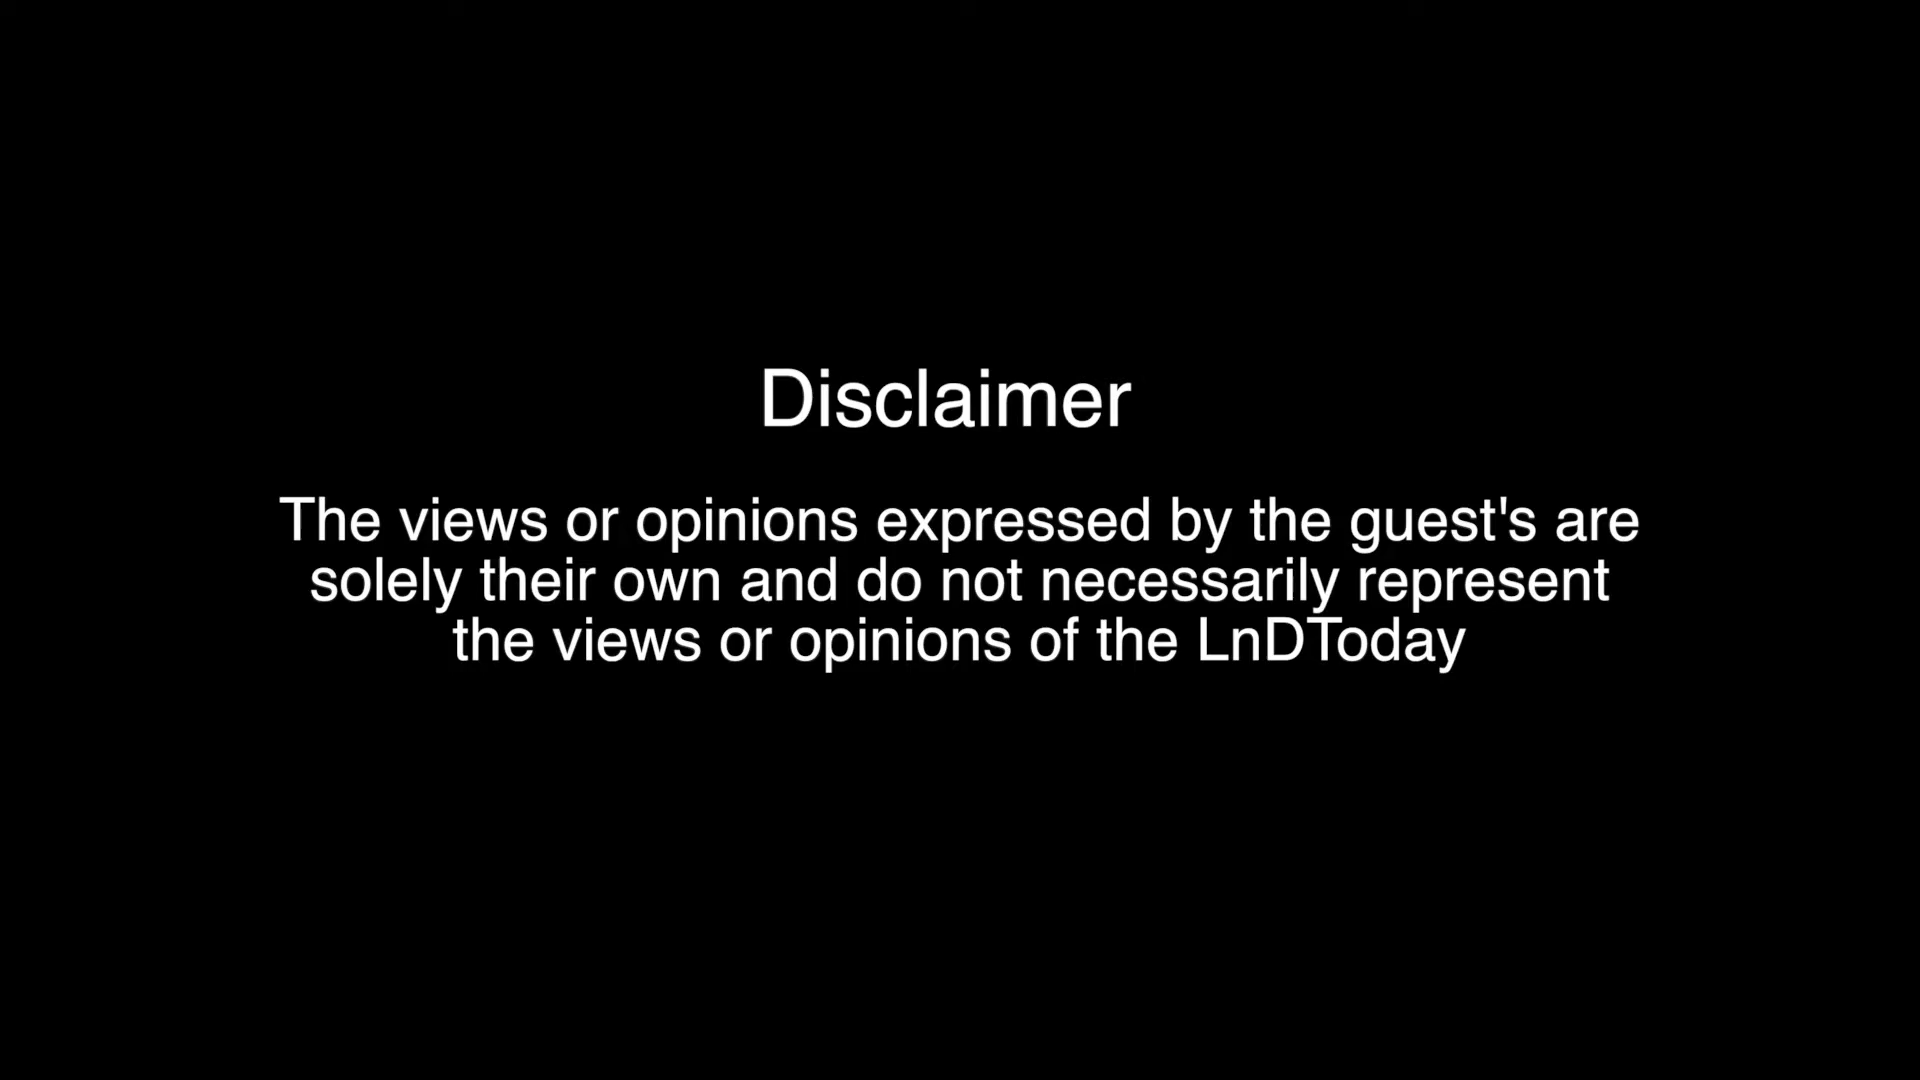 Disclaimer
The views or opinions expressed by the guest's are
solely their own and do not necessarily represent
the views or opinions of the LnDToday